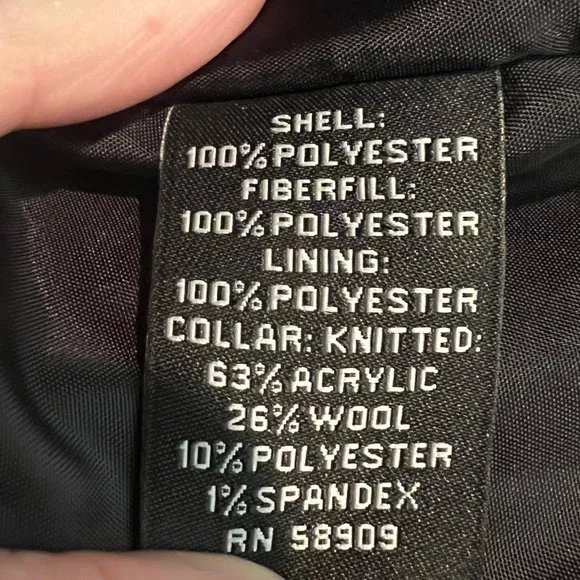 SHELL:
100% POLYESTER
FIBERFILL:
100% POLYESTER
LINING:
100% POLYESTER
COLLAR: KNITTED:
63% ACRYLIC
26% WOOL
10% POLYESTER
1% SPANDEX
RN 58909